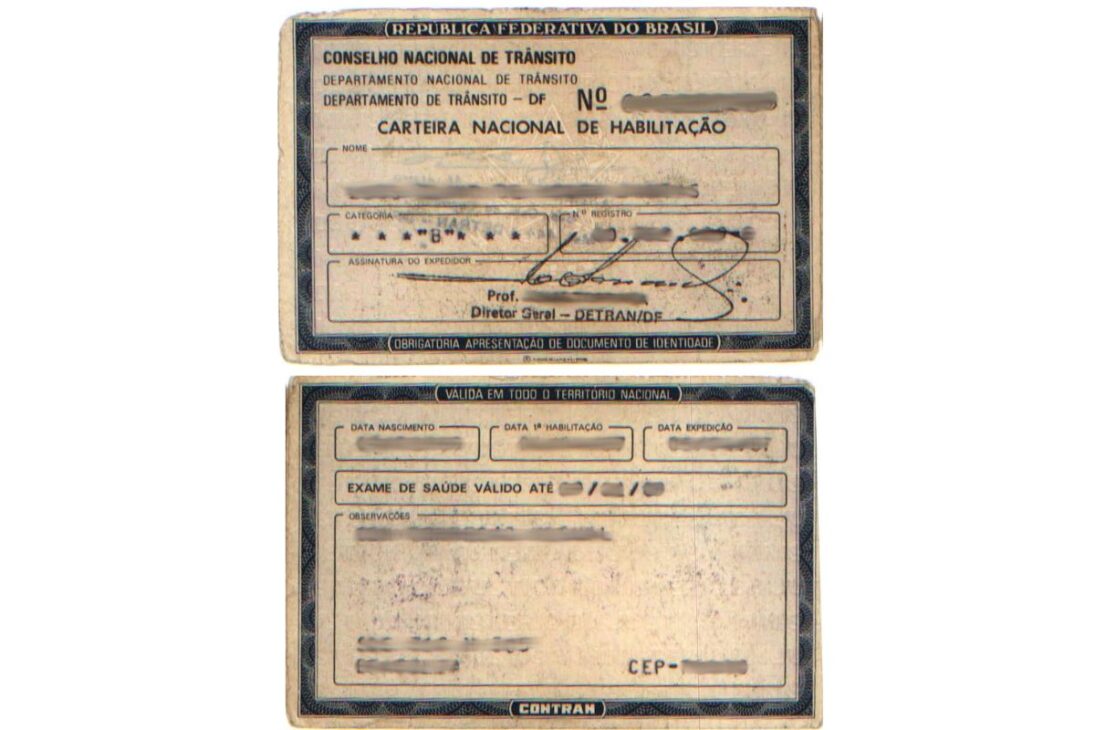 REPÚBLICA FEDERATIVA DO BRASIL
CONSELHO NACIONAL DE TRÂNSITO
DEPARTAMENTO NACIONAL DE TRÂNSITO
DEPARTAMENTO DE TRÂNSITO – DF Nº
CARTEIRA NACIONAL DE HABILITAÇÃO
NOME
CATEGORIA Nº REGISTRO
* * *"B"* * * *
ASSINATURA DO EXPEDIDOR
Prof.
Diretor Geral – DETRAN/DF
OBRIGATÓRIA APRESENTAÇÃO DE DOCUMENTO DE IDENTIDADE
VÁLIDA EM TODO O TERRITÓRIO NACIONAL
DATA NASCIMENTO DATA 1ª HABILITAÇÃO DATA EXPEDIÇÃO
EXAME DE SAÚDE VÁLIDO ATÉ / /
OBSERVAÇÕES
CEP-
CONTRAN